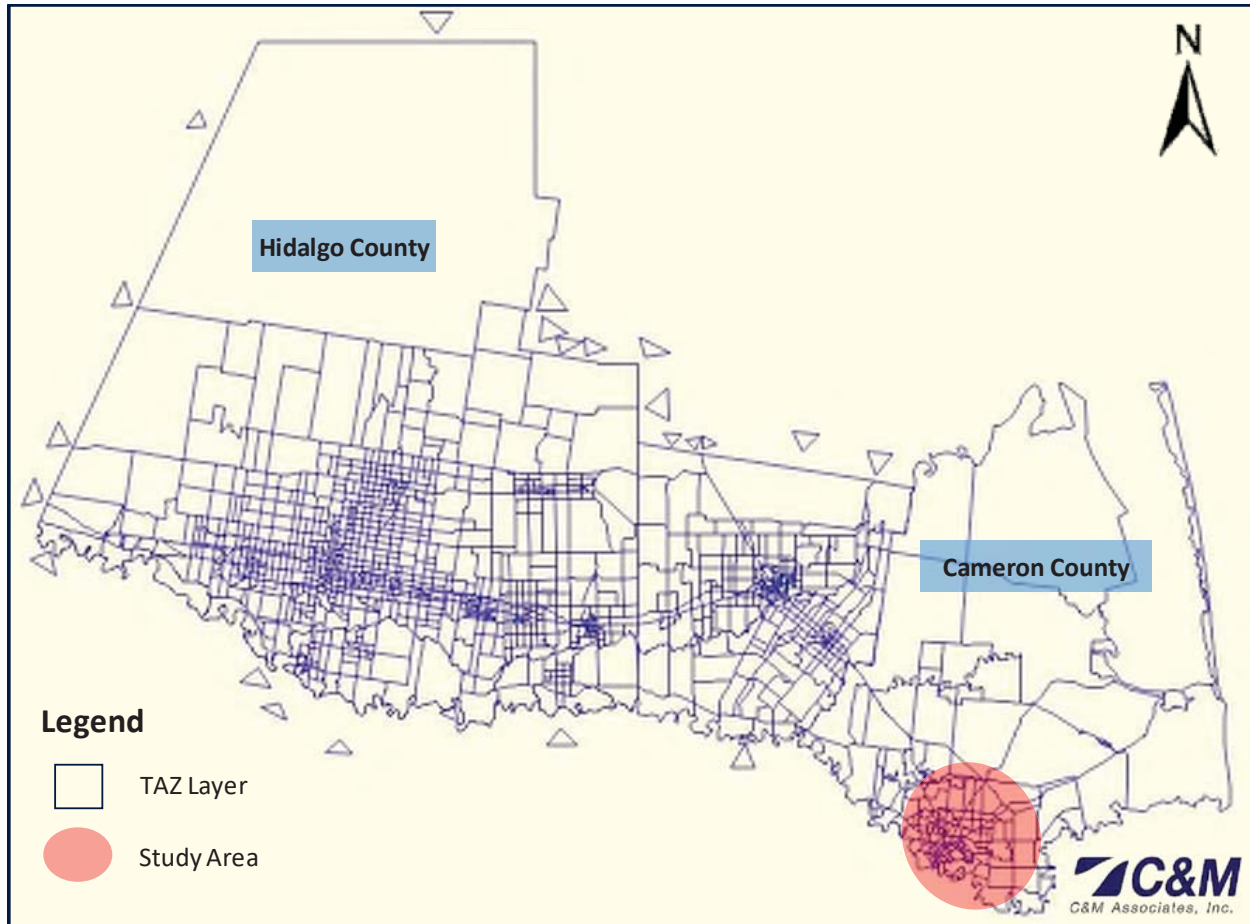 N
Hidalgo County
Cameron County
Legend
TAZ Layer
Study Area
C&M
C&M Associates, Inc.